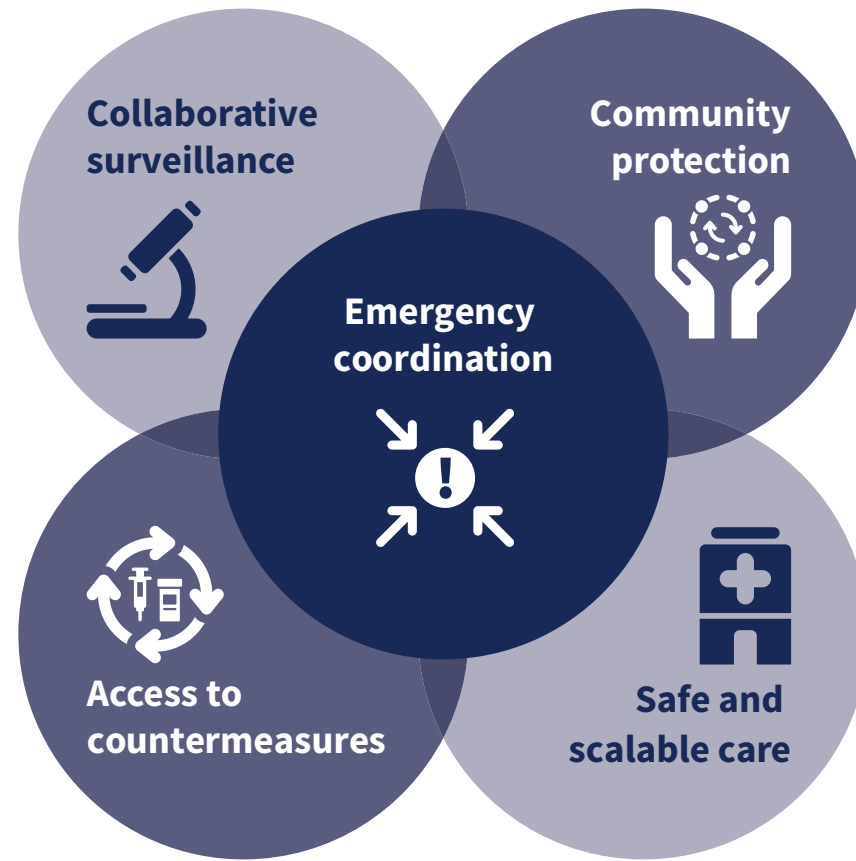 Collaborative
surveillance
Community
protection
Emergency
coordination
Access to
countermeasures
Safe and
scalable care